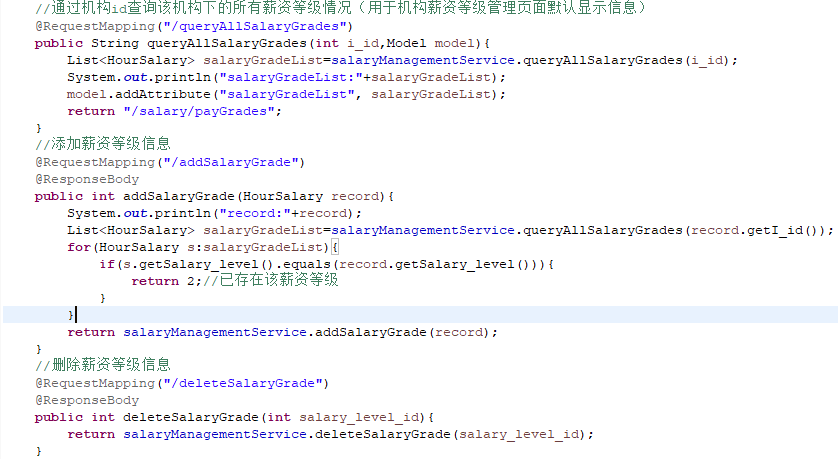 //通过机构id查询该机构下的所有薪资等级情况（用于机构薪资等级管理页面默认显示信息）
@RequestMapping("/queryAllSalaryGrades")
public String queryAllSalaryGrades(int i_id,Model model){
List<HourSalary> salaryGradeList=salaryManagementService.queryAllSalaryGrades(i_id);
System.out.println("salaryGradeList:"+salaryGradeList);
model.addAttribute("salaryGradeList", salaryGradeList);
return "/salary/payGrades";
}
//添加薪资等级信息
@RequestMapping("/addSalaryGrade")
@ResponseBody
public int addSalaryGrade(HourSalary record){
System.out.println("record:"+record);
List<HourSalary> salaryGradeList=salaryManagementService.queryAllSalaryGrades(record.getI_id());
for(HourSalary s:salaryGradeList){
if(s.getSalary_level().equals(record.getSalary_level())){
return 2;//已存在该薪资等级
}
}
return salaryManagementService.addSalaryGrade(record);
}
//删除薪资等级信息
@RequestMapping("/deleteSalaryGrade")
@ResponseBody
public int deleteSalaryGrade(int salary_level_id){
return salaryManagementService.deleteSalaryGrade(salary_level_id);
}